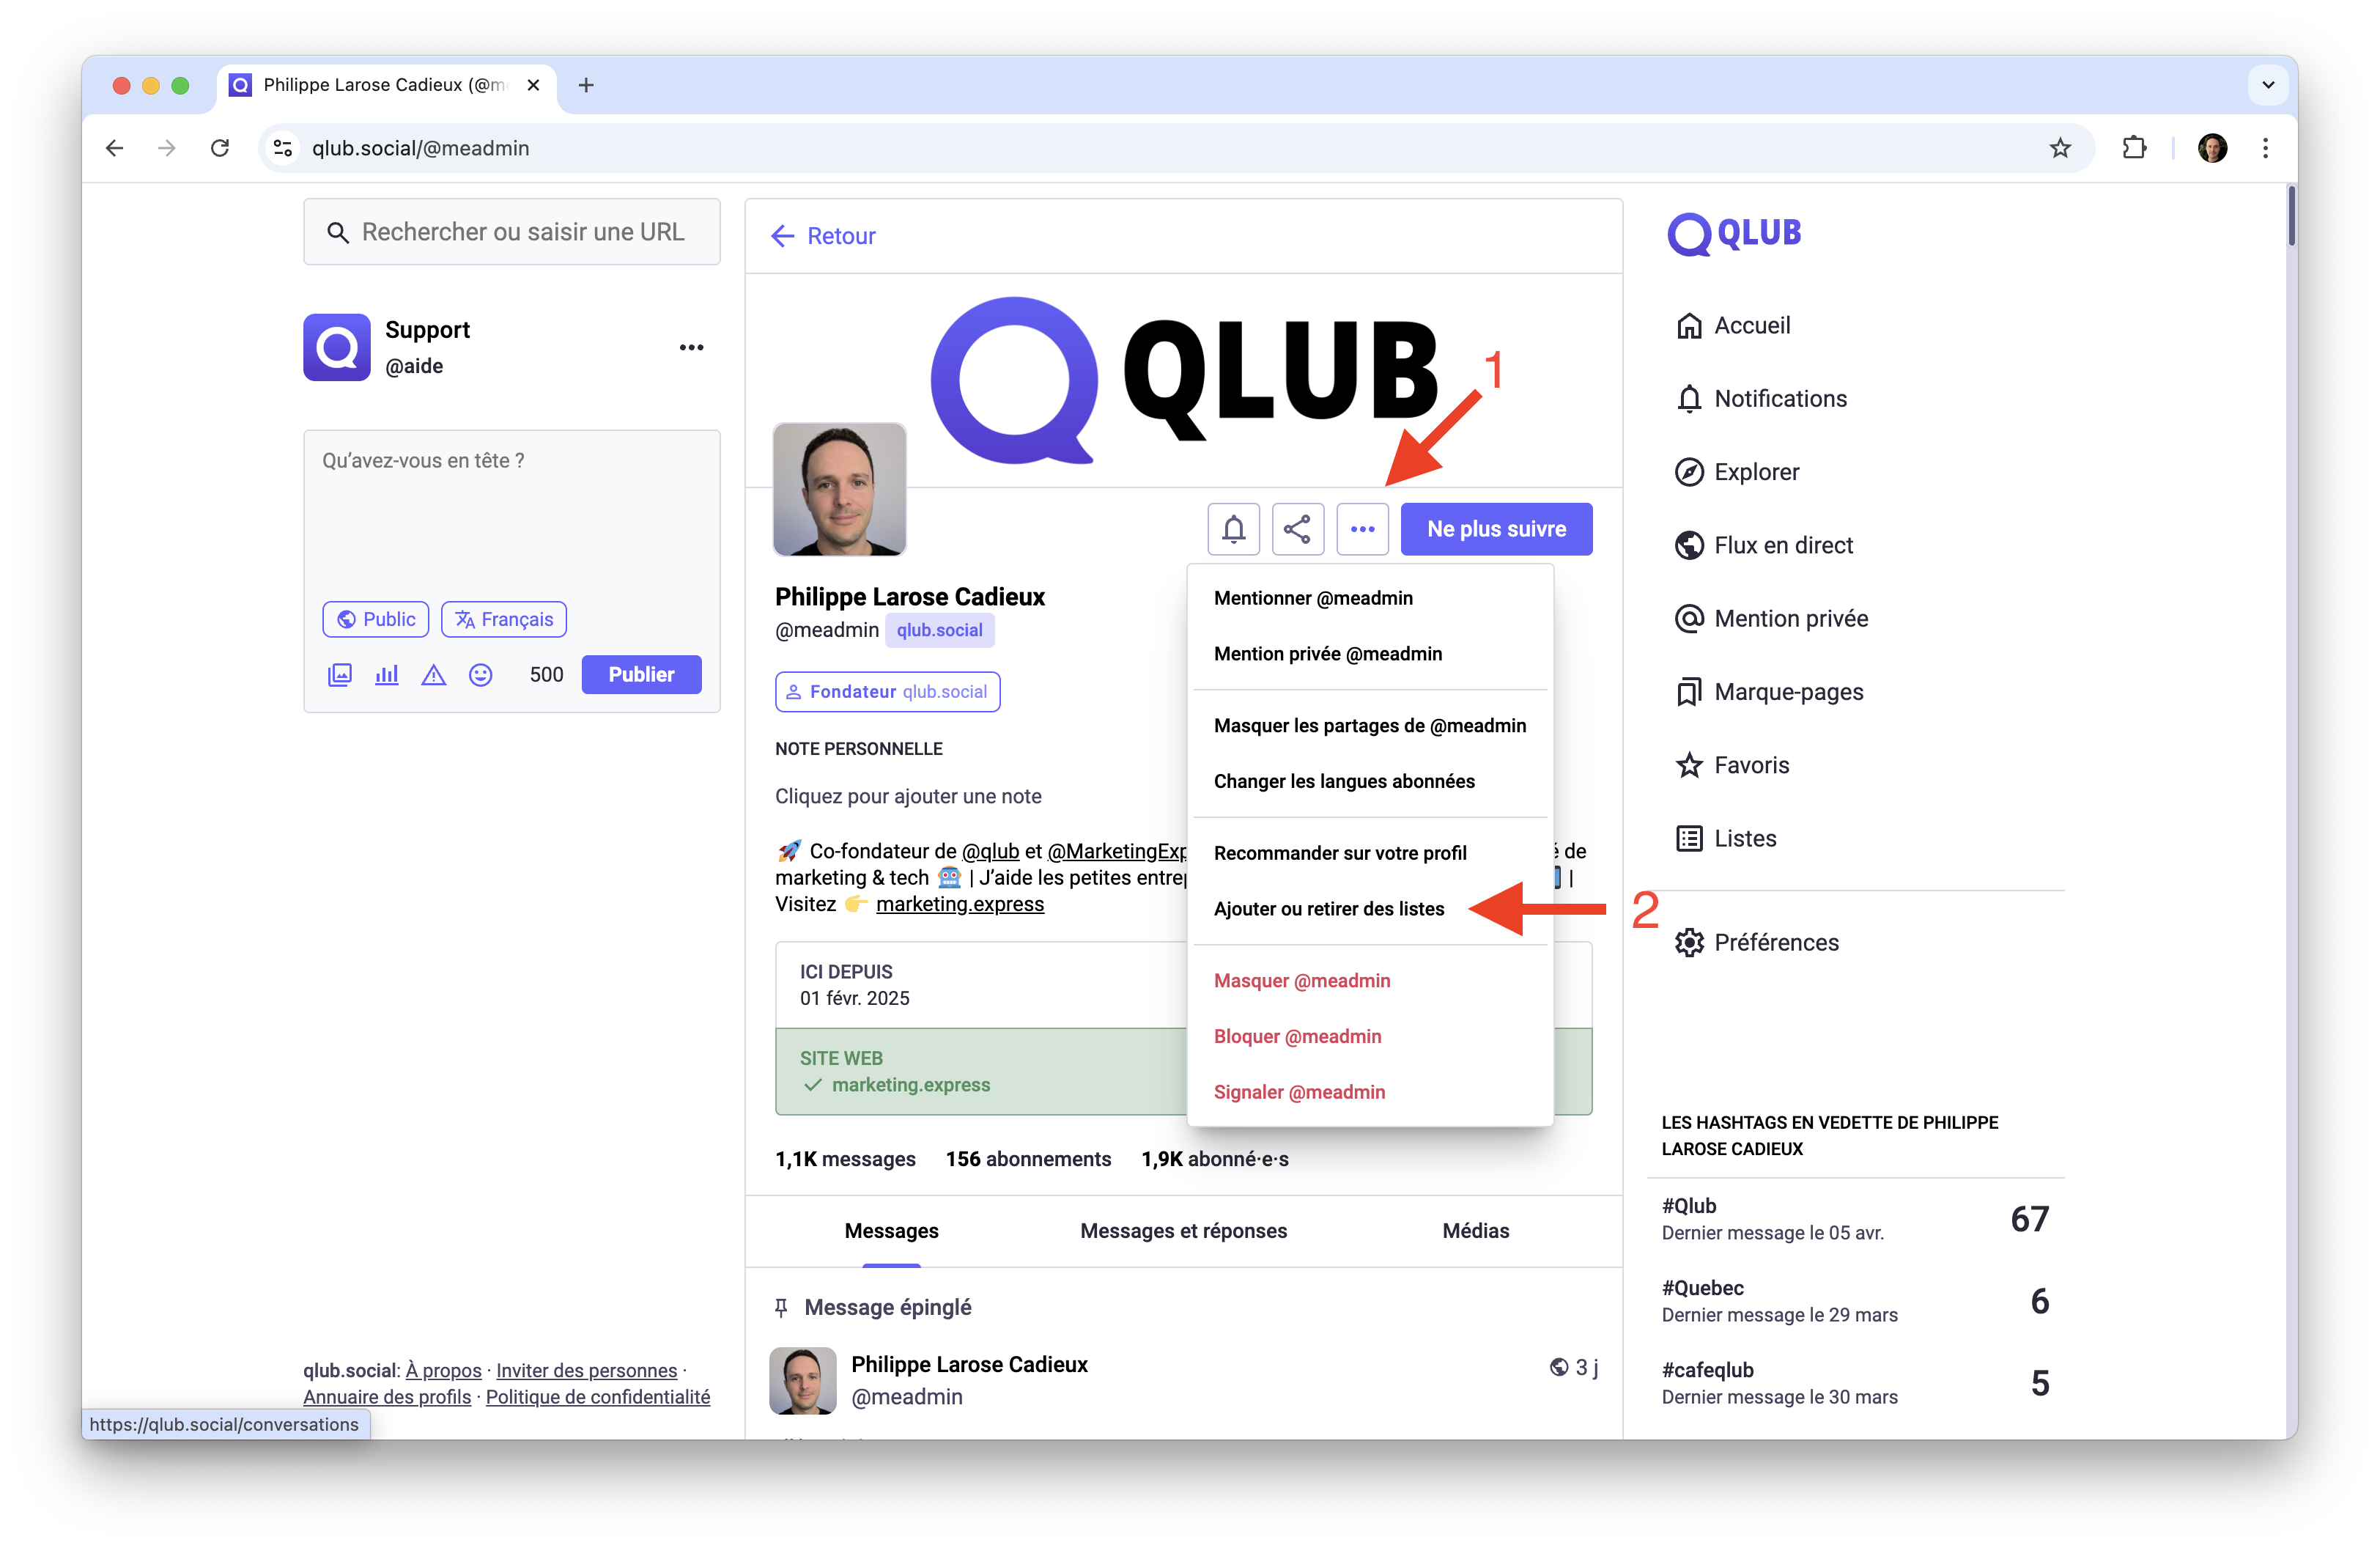 Philippe Larose Cadieux (@m
qlub.social/@meadmin
Rechercher ou saisir une URL
Support
@aide
Qu'avez-vous en tête ?
Public
Français
500
Publier
Retour
QLUB
1
Ne plus suivre
Philippe Larose Cadieux
@meadmin qlub.social
Fondateur qlub.social
NOTE PERSONNELLE
Cliquez pour ajouter une note
🚀 Co-fondateur de @qlub et @MarketingExp
é de
marketing & tech 🤖 | J'aide les petites entre
|
Visitez 👉 marketing.express
ICI DEPUIS
01 févr. 2025
SITE WEB
marketing.express
1,1K messages 156 abonnements 1,9K abonné·e·s
Mentionner @meadmin
Mention privée @meadmin
Masquer les partages de @meadmin
Changer les langues abonnées
Recommander sur votre profil
Ajouter ou retirer des listes
2
Masquer @meadmin
Bloquer @meadmin
Signaler @meadmin
Messages
Messages et réponses
Médias
Message épinglé
Philippe Larose Cadieux
@meadmin
3 j
QLUB
Accueil
Notifications
Explorer
Flux en direct
Mention privée
Marque-pages
Favoris
Listes
Préférences
LES HASHTAGS EN VEDETTE DE PHILIPPE
LAROSE CADIEUX
#Qlub
Dernier message le 05 avr.
67
#Quebec
Dernier message le 29 mars
6
#cafeqlub
Dernier message le 30 mars
5
qlub.social: À propos · Inviter des personnes ·
Annuaire des profils · Politique de confidentialité
https://qlub.social/conversations